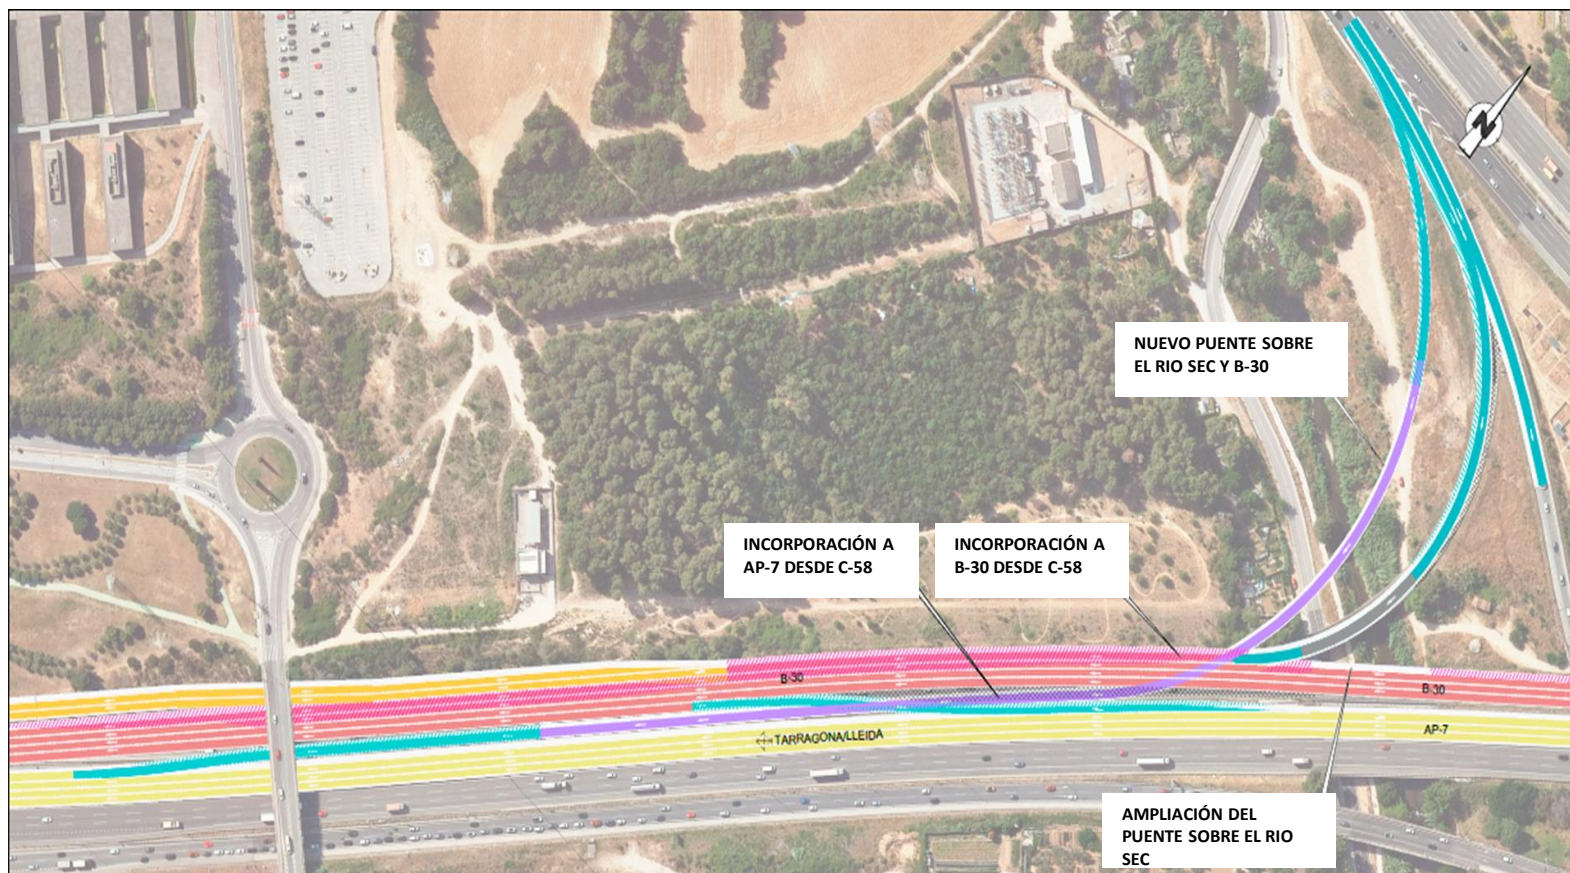 N
NUEVO PUENTE SOBRE
EL RIO SEC Y B-30
INCORPORACIÓN A
AP-7 DESDE C-58
INCORPORACIÓN A
B-30 DESDE C-58
B-30
B-30
AP-7
TARRAGONA/LLEIDA
AMPLIACIÓN DEL
PUENTE SOBRE EL RIO
SEC